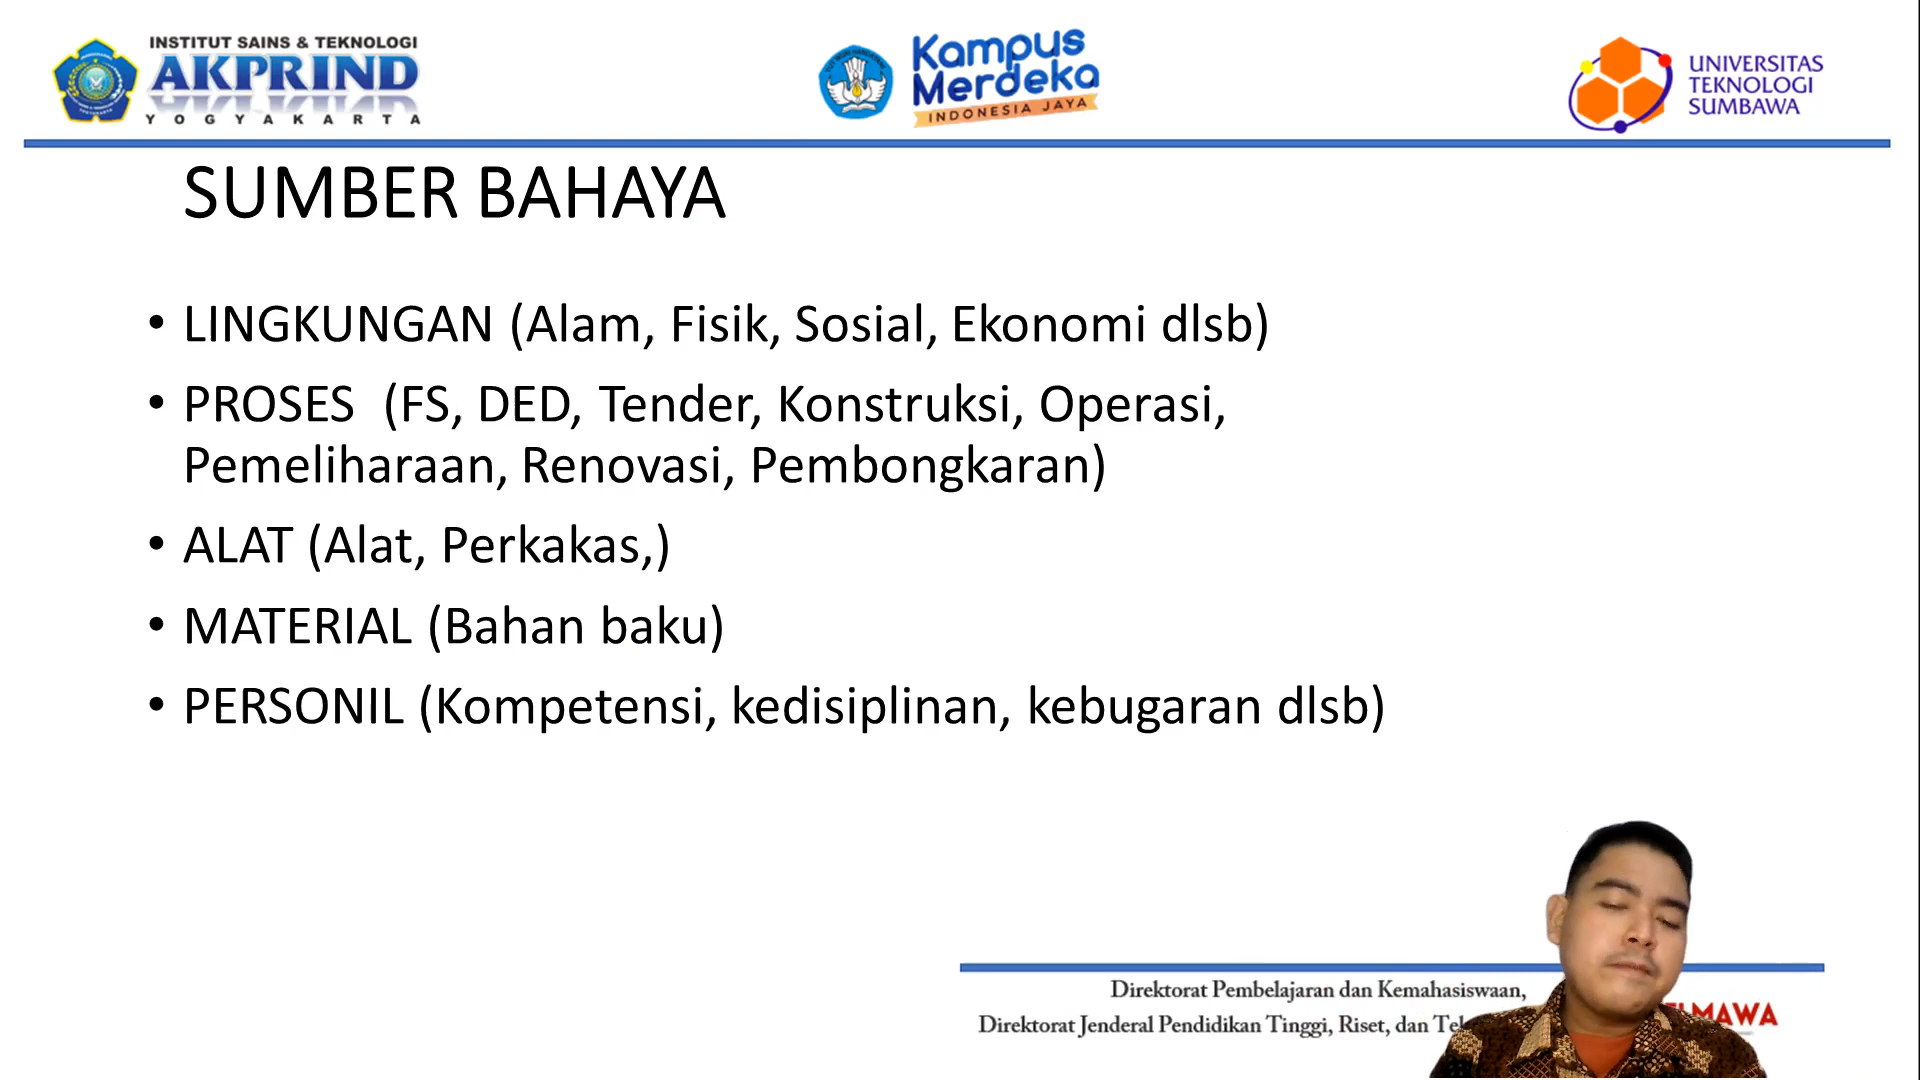 INSTITUT SAINS & TEKNOLOGI
AKPRIND
YOGYAKARTA
Kampus
Merdeka
INDONESIA JAYA
UNIVERSITAS
TEKNOLOGI
SUMBAWA
SUMBER BAHAYA
• LINGKUNGAN (Alam, Fisik, Sosial, Ekonomi dlsb)
• PROSES (FS, DED, Tender, Konstruksi, Operasi,
Pemeliharaan, Renovasi, Pembongkaran)
• ALAT (Alat, Perkakas,)
• MATERIAL (Bahan baku)
• PERSONIL (Kompetensi, kedisiplinan, kebugaran dlsb)
Direktorat Pembelajaran dan Kemahasiswaan,
Direktorat Jenderal Pendidikan Tinggi, Riset, dan